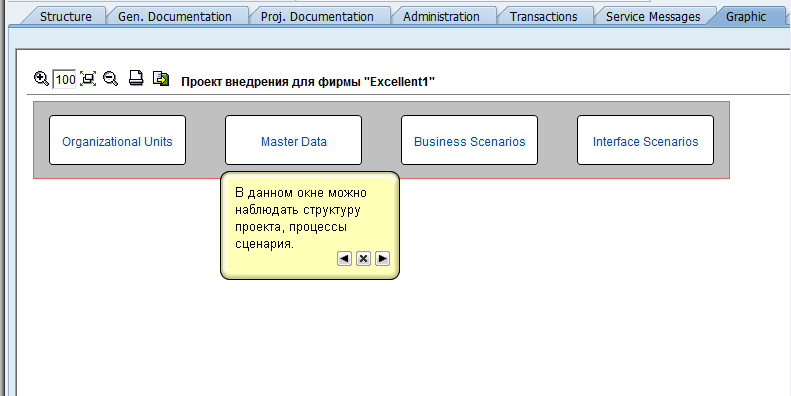 Structure Gen. Documentation Proj. Documentation Administration Transactions Service Messages Graphic
100 Проект внедрения для фирмы "Excellent1"
Organizational Units Master Data Business Scenarios Interface Scenarios
В данном окне можно
наблюдать структуру
проекта, процессы
сценария.